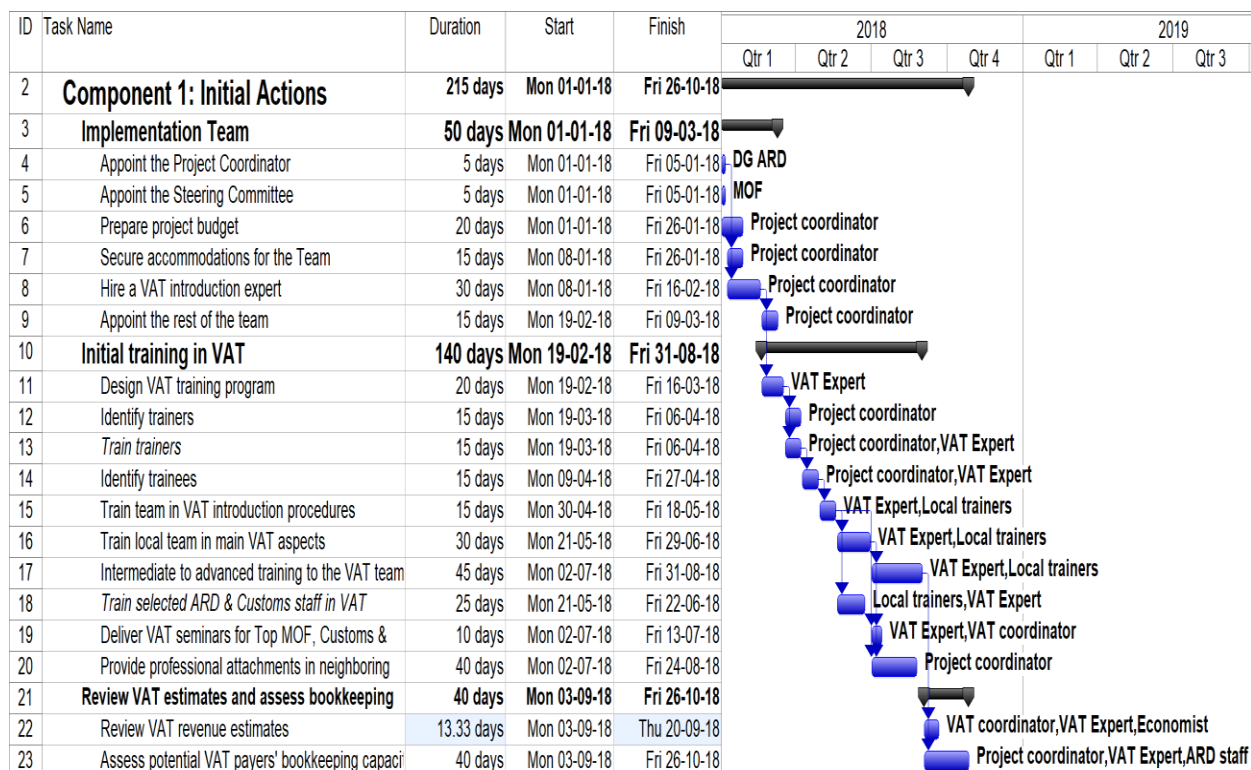 ID Task Name Duration Start Finish 2018 2019
Qtr 1 Qtr 2 Qtr 3 Qtr 4 Qtr 1 Qtr 2 Qtr 3
2 Component 1: Initial Actions 215 days Mon 01-01-18 Fri 26-10-18
3 Implementation Team 50 days Mon 01-01-18 Fri 09-03-18
4 Appoint the Project Coordinator 5 days Mon 01-01-18 Fri 05-01-18 DG ARD
5 Appoint the Steering Committee 5 days Mon 01-01-18 Fri 05-01-18 MOF
6 Prepare project budget 20 days Mon 01-01-18 Fri 26-01-18 Project coordinator
7 Secure accommodations for the Team 15 days Mon 08-01-18 Fri 26-01-18 Project coordinator
8 Hire a VAT introduction expert 30 days Mon 08-01-18 Fri 16-02-18 Project coordinator
9 Appoint the rest of the team 15 days Mon 19-02-18 Fri 09-03-18 Project coordinator
10 Initial training in VAT 140 days Mon 19-02-18 Fri 31-08-18
11 Design VAT training program 20 days Mon 19-02-18 Fri 16-03-18 VAT Expert
12 Identify trainers 15 days Mon 19-03-18 Fri 06-04-18 Project coordinator
13 Train trainers 15 days Mon 19-03-18 Fri 06-04-18 Project coordinator,VAT Expert
14 Identify trainees 15 days Mon 09-04-18 Fri 27-04-18 Project coordinator,VAT Expert
15 Train team in VAT introduction procedures 15 days Mon 30-04-18 Fri 18-05-18 VAT Expert,Local trainers
16 Train local team in main VAT aspects 30 days Mon 21-05-18 Fri 29-06-18 VAT Expert,Local trainers
17 Intermediate to advanced training to the VAT team 45 days Mon 02-07-18 Fri 31-08-18 VAT Expert,Local trainers
18 Train selected ARD & Customs staff in VAT 25 days Mon 21-05-18 Fri 22-06-18 Local trainers,VAT Expert
19 Deliver VAT seminars for Top MOF, Customs & 10 days Mon 02-07-18 Fri 13-07-18 VAT Expert,VAT coordinator
20 Provide professional attachments in neighboring 40 days Mon 02-07-18 Fri 24-08-18 Project coordinator
21 Review VAT estimates and assess bookkeeping 40 days Mon 03-09-18 Fri 26-10-18
22 Review VAT revenue estimates 13.33 days Mon 03-09-18 Thu 20-09-18 VAT coordinator,VAT Expert,Economist
23 Assess potential VAT payers' bookkeeping capaci 40 days Mon 03-09-18 Fri 26-10-18 Project coordinator,VAT Expert,ARD staff